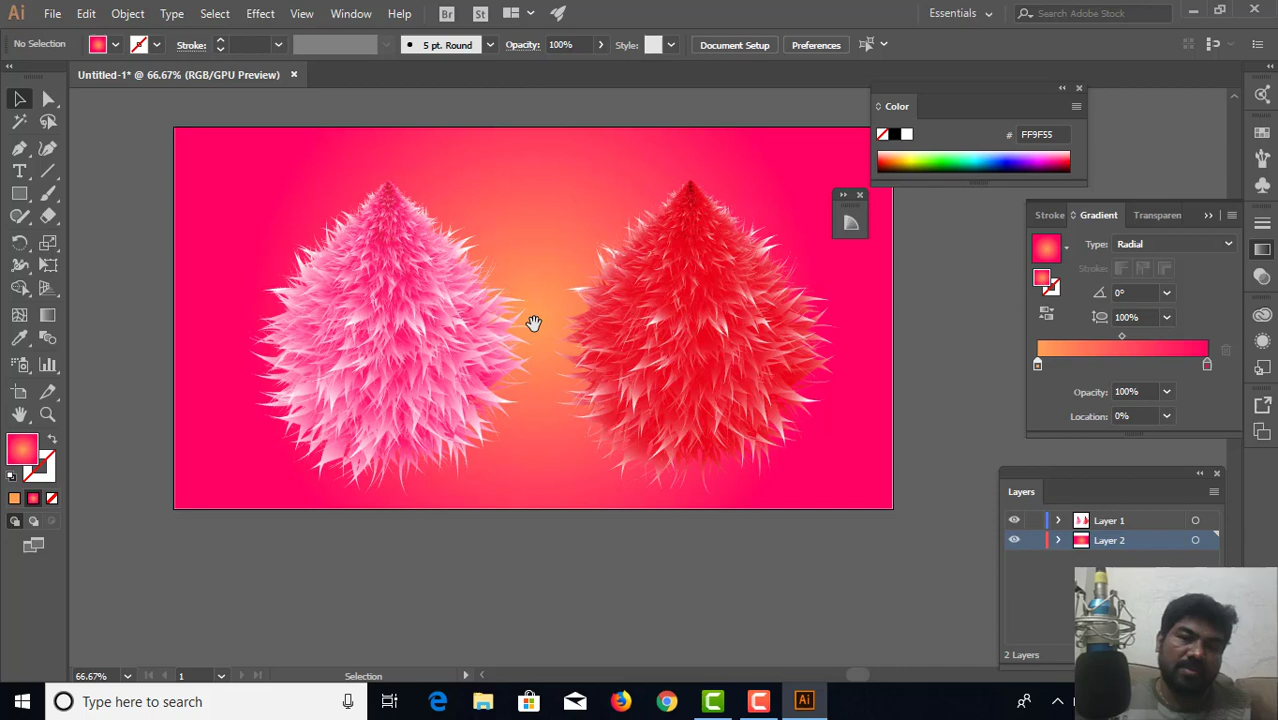 Ai File Edit Object Type Select Effect View Window Help Br St Essentials Search Adobe Stock
No Selection Stroke: 5 pt. Round Opacity: 100% Style: Document Setup Preferences
Untitled-1* @ 66.67% (RGB/GPU Preview)
Color
# FF9F55
Stroke Gradient Transparen
Type: Radial
Stroke:
0°
100%
Opacity: 100%
Location: 0%
Layers
Layer 1
Layer 2
2 Layers
66.67% 1 Selection
Type here to search
Ai